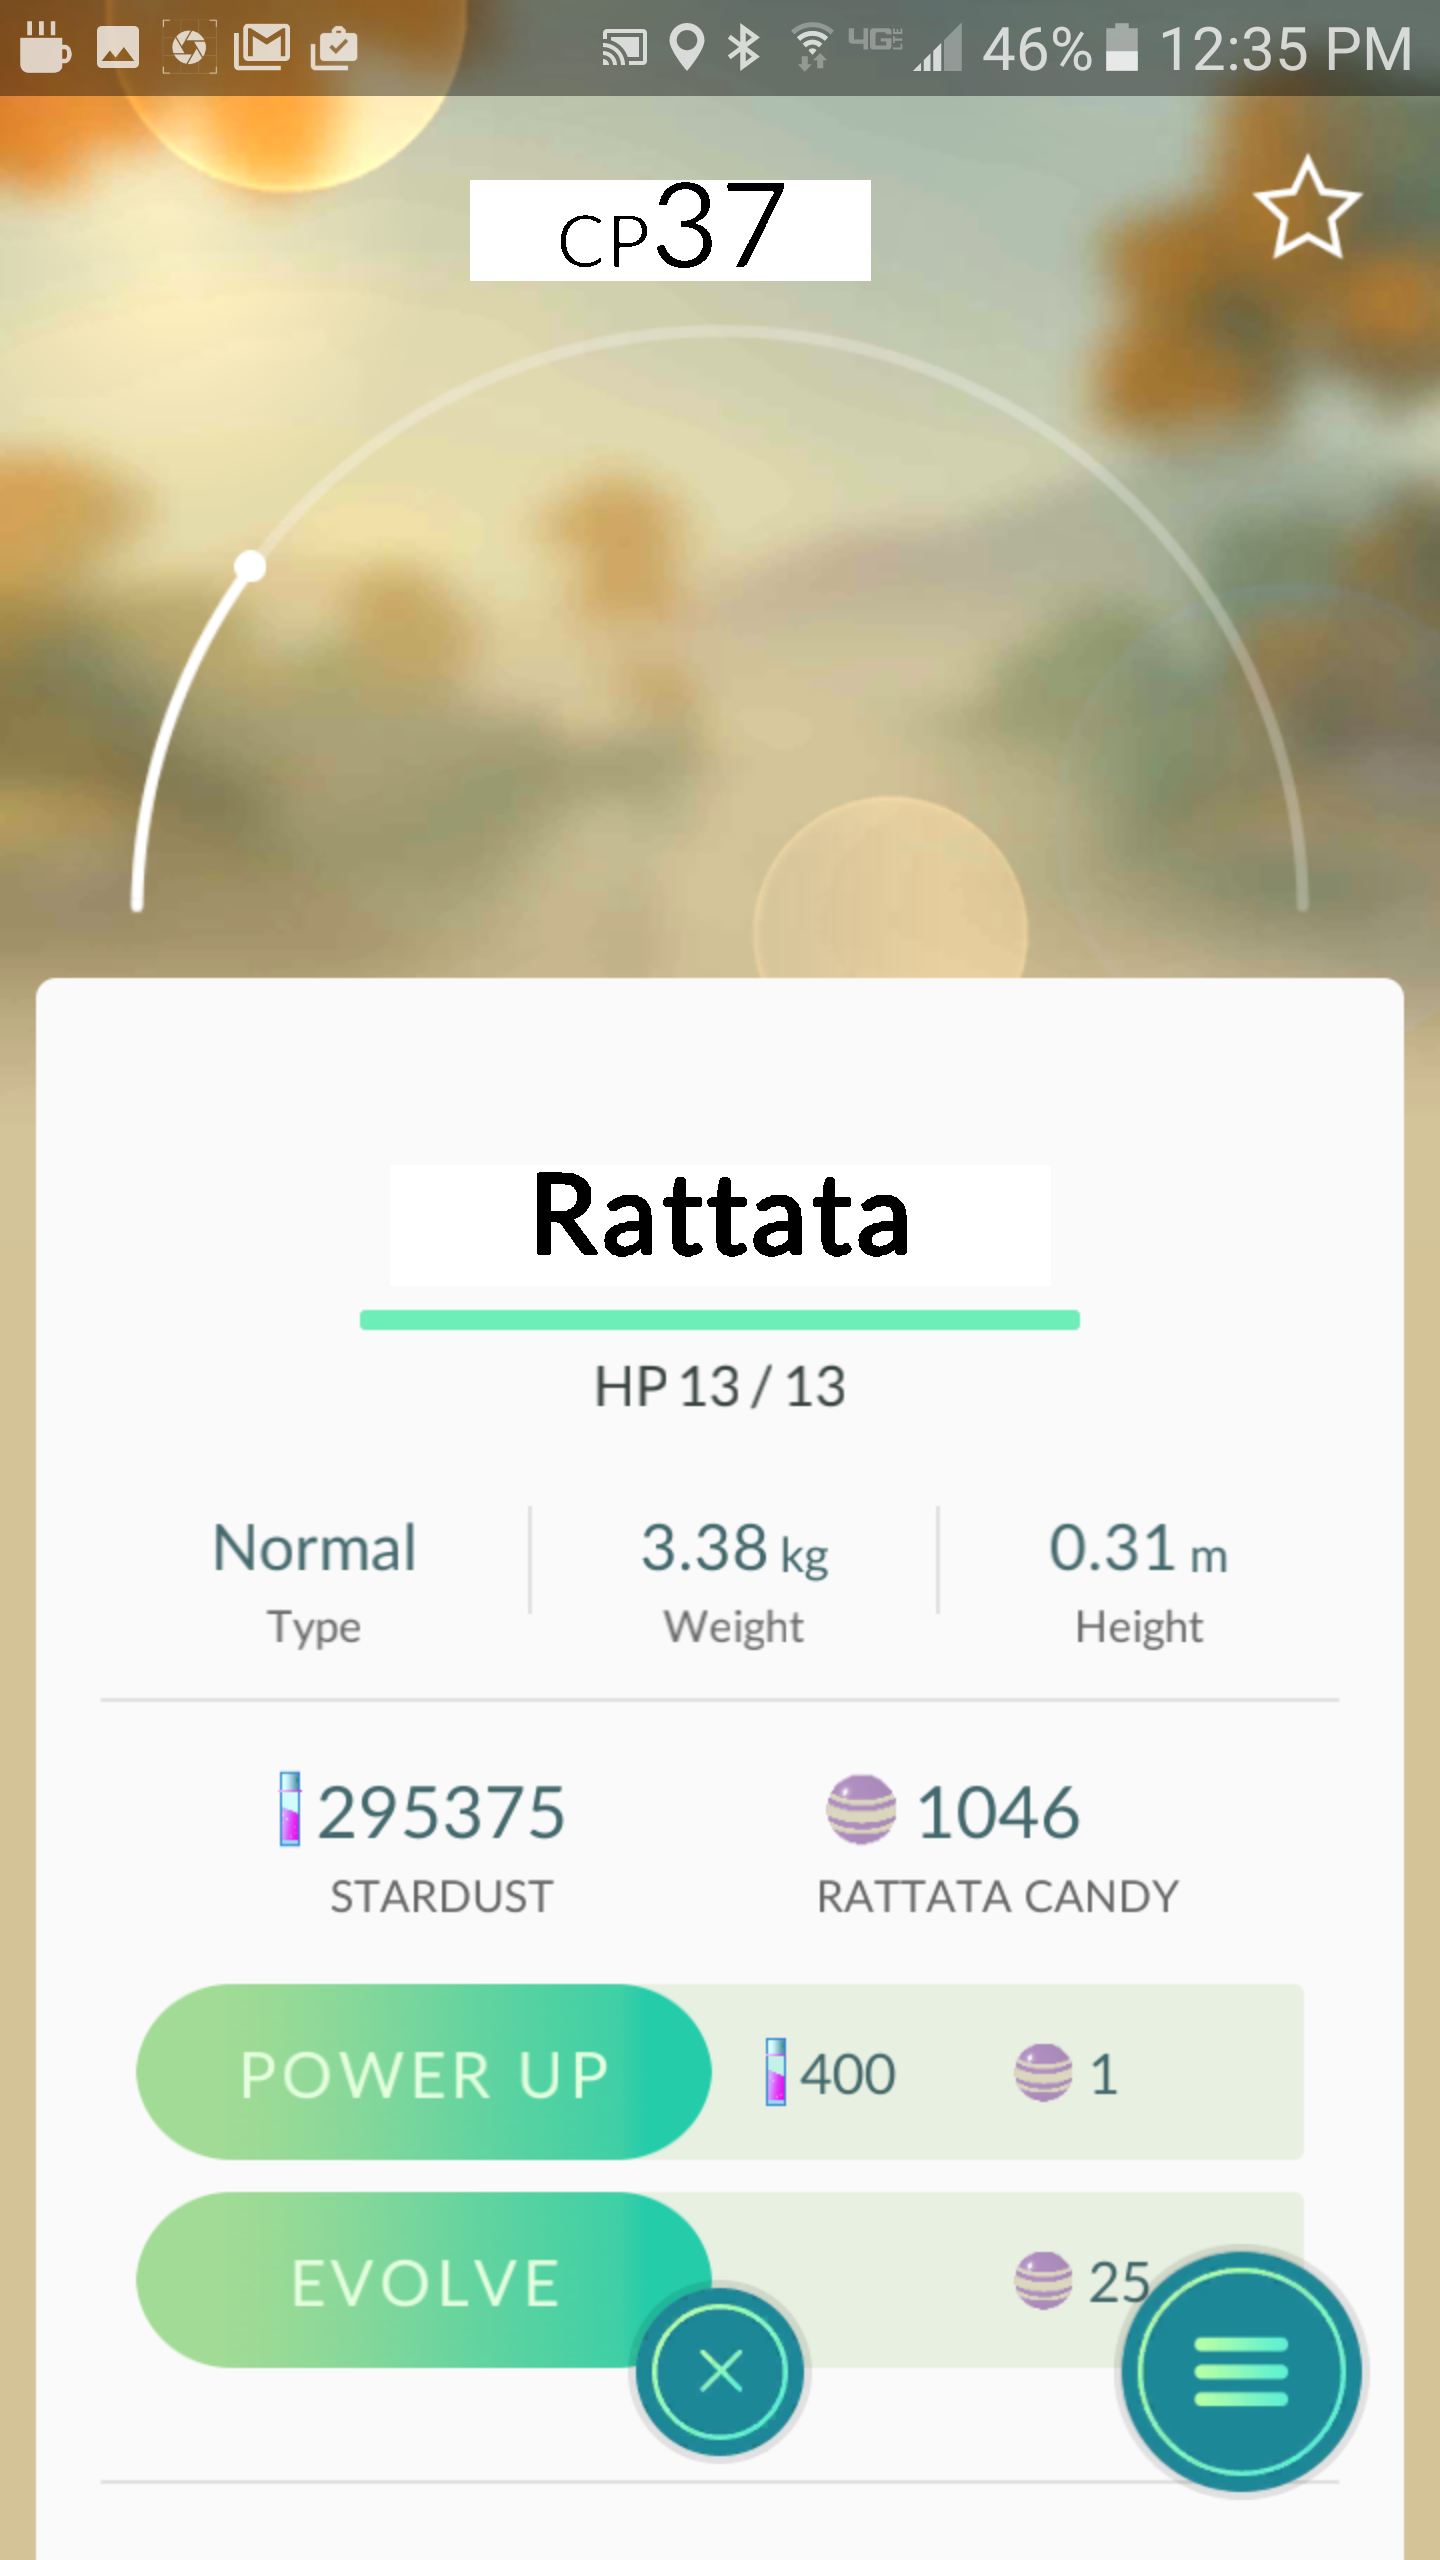 46% 12:35 PM
CP37
Rattata
HP 13 / 13
Normal 3.38 kg 0.31 m
Type Weight Height
295375 1046
STARDUST RATTATA CANDY
POWER UP 400 1
EVOLVE 25